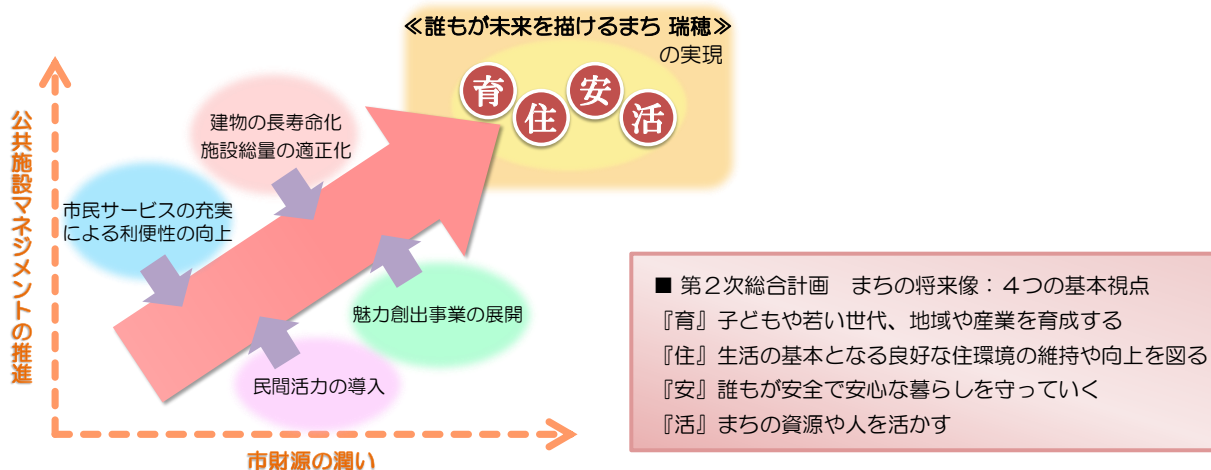 ≪誰もが未来を描けるまち 瑞穂≫
の実現
育
住
安
活
公共施設マネジメントの推進
建物の長寿命化
施設総量の適正化
市民サービスの充実
による利便性の向上
魅力創出事業の展開
民間活力の導入
市財源の潤い
■ 第2次総合計画　まちの将来像：4つの基本視点
『育』子どもや若い世代、地域や産業を育成する
『住』生活の基本となる良好な住環境の維持や向上を図る
『安』誰もが安全で安心な暮らしを守っていく
『活』まちの資源や人を活かす